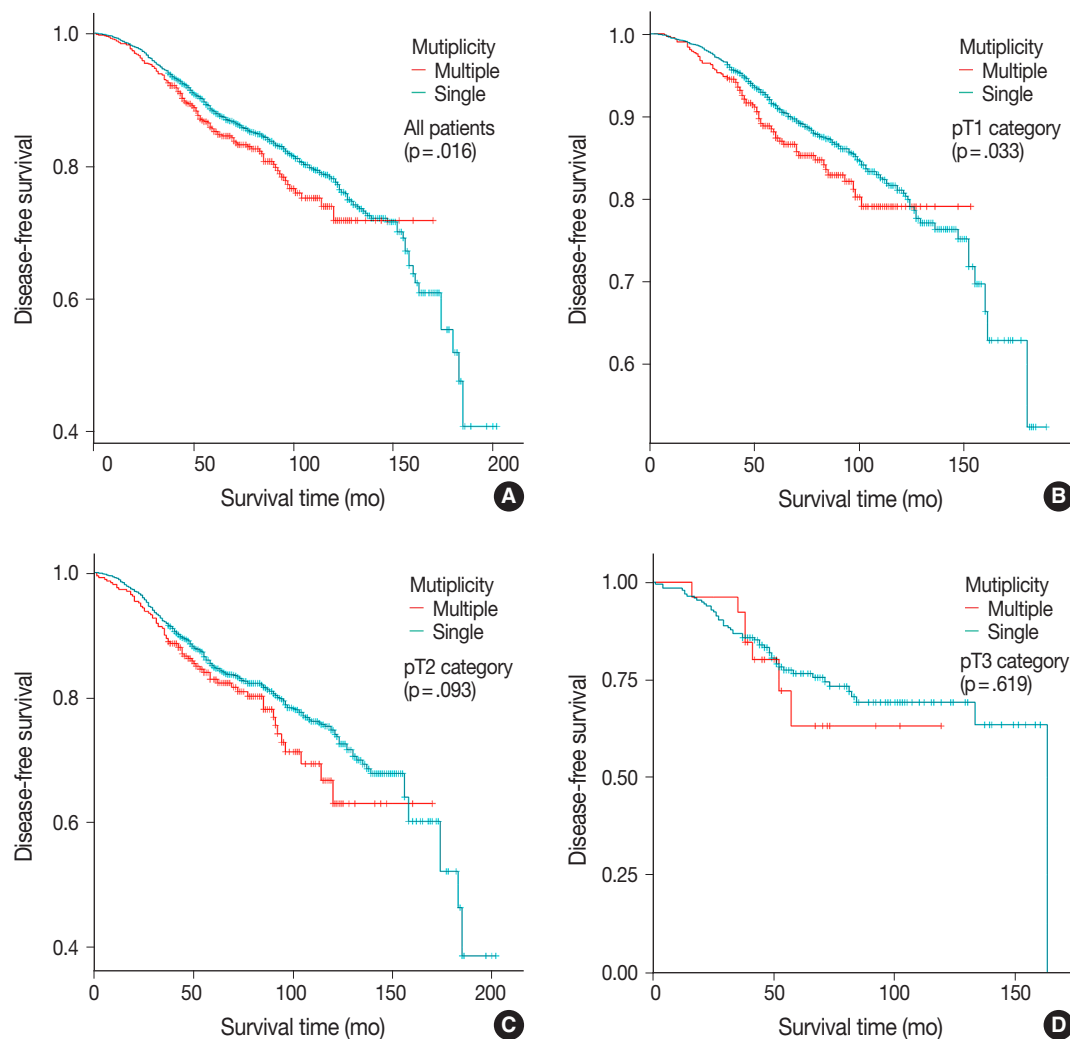 Disease-free survival
1.0
0.8
0.6
0.4
Mutiplicity
Multiple
Single
All patients
(p=.016)
0 50 100 150 200
Survival time (mo)
A
Disease-free survival
1.0
0.9
0.8
0.7
0.6
Mutiplicity
Multiple
Single
pT1 category
(p=.033)
0 50 100 150
Survival time (mo)
B
Disease-free survival
1.0
0.8
0.6
0.4
Mutiplicity
Multiple
Single
pT2 category
(p=.093)
0 50 100 150 200
Survival time (mo)
C
Disease-free survival
1.00
0.75
0.50
0.25
0.00
Mutiplicity
Multiple
Single
pT3 category
(p=.619)
0 50 100 150
Survival time (mo)
D